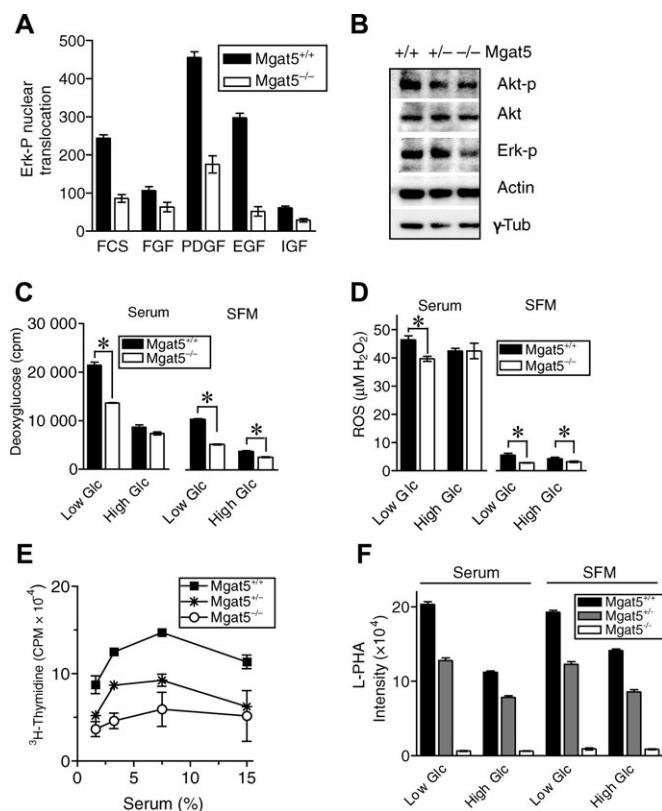 A
Erk-P nuclear
translocation
500
400
300
200
100
0
Mgat5+/+
Mgat5−/−
FCS FGF PDGF EGF IGF
B
+/+ +/− −/− Mgat5
Akt-p
Akt
Erk-p
Actin
γ-Tub
C
Serum SFM
Deoxyglucose (cpm)
30 000
20 000
10 000
0
Mgat5+/+
Mgat5−/−
* * *
Low Glc High Glc Low Glc High Glc
D
Serum SFM
ROS (μM H2O2)
60
40
20
0
Mgat5+/+
Mgat5−/−
* * *
Low Glc High Glc Low Glc High Glc
E
3H-Thymidine (CPM × 10-4)
20
10
0
Mgat5+/+
Mgat5+/-
Mgat5−/−
0 5 10 15
Serum (%)
F
Serum SFM
L-PHA
Intensity (×104)
20
10
0
Mgat5+/+
Mgat5+/-
Mgat5-/-
Low Glc High Glc Low Glc High Glc